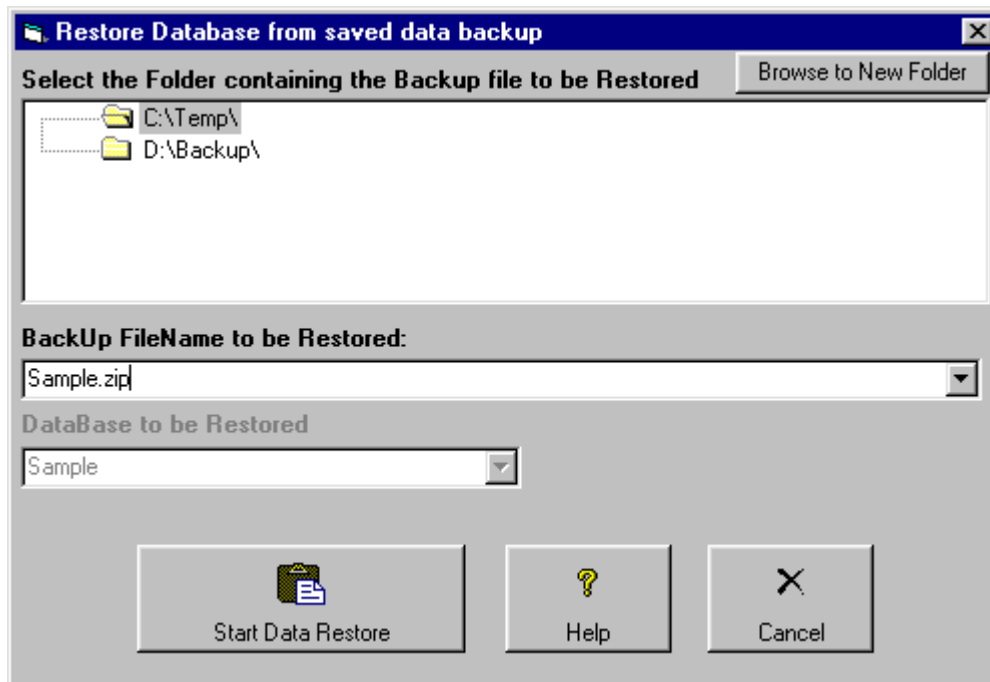 Restore Database from saved data backup
Select the Folder containing the Backup file to be Restored
Browse to New Folder
C:\Temp\
D:\Backup\
BackUp FileName to be Restored:
Sample.zip
DataBase to be Restored
Sample
Start Data Restore
Help
Cancel